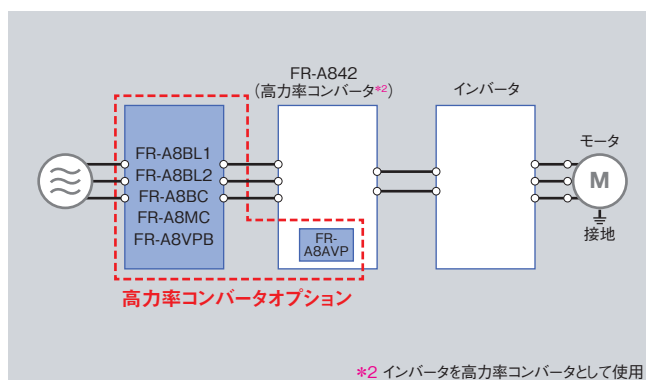 FR-A842
（高力率コンバータ*2）
インバータ
モータ
FR-A8BL1
FR-A8BL2
FR-A8BC
FR-A8MC
FR-A8VPB
FR-
A8AVP
M
接地
高力率コンバータオプション
*2 インバータを高力率コンバータとして使用